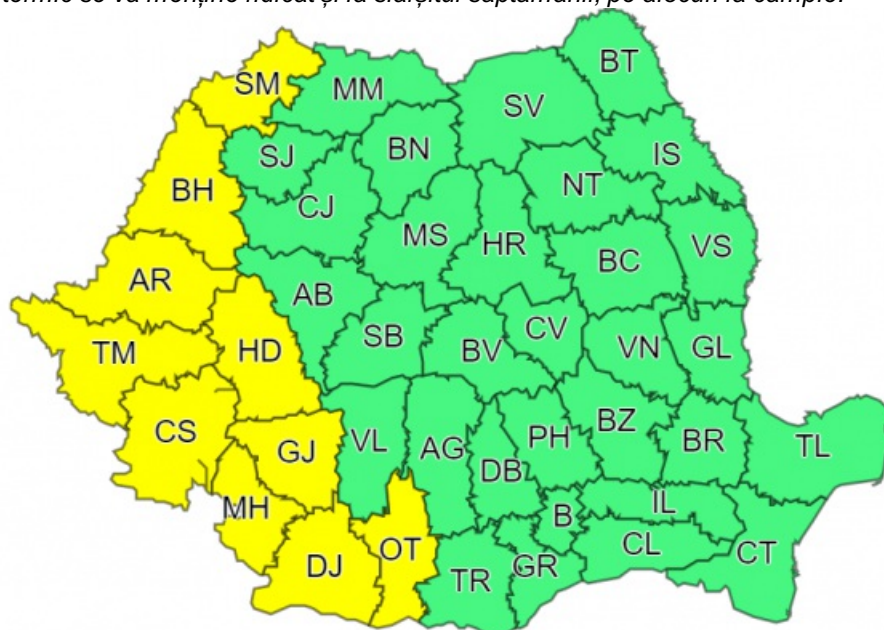 termic se va menține ridicat și la sfârșitul săptămânii, pe alocuri la câmpie.
BT
SM
MM
SV
IS
SJ
BN
NT
BH
CJ
MS
HR
VS
BC
AR
AB
CV
SB
TM
HD
BV
VN
GL
BZ
CS
VL
PH
BR
GJ
AG
TL
DB
MH
IL
B
OT
CL
CT
DJ
GR
TR